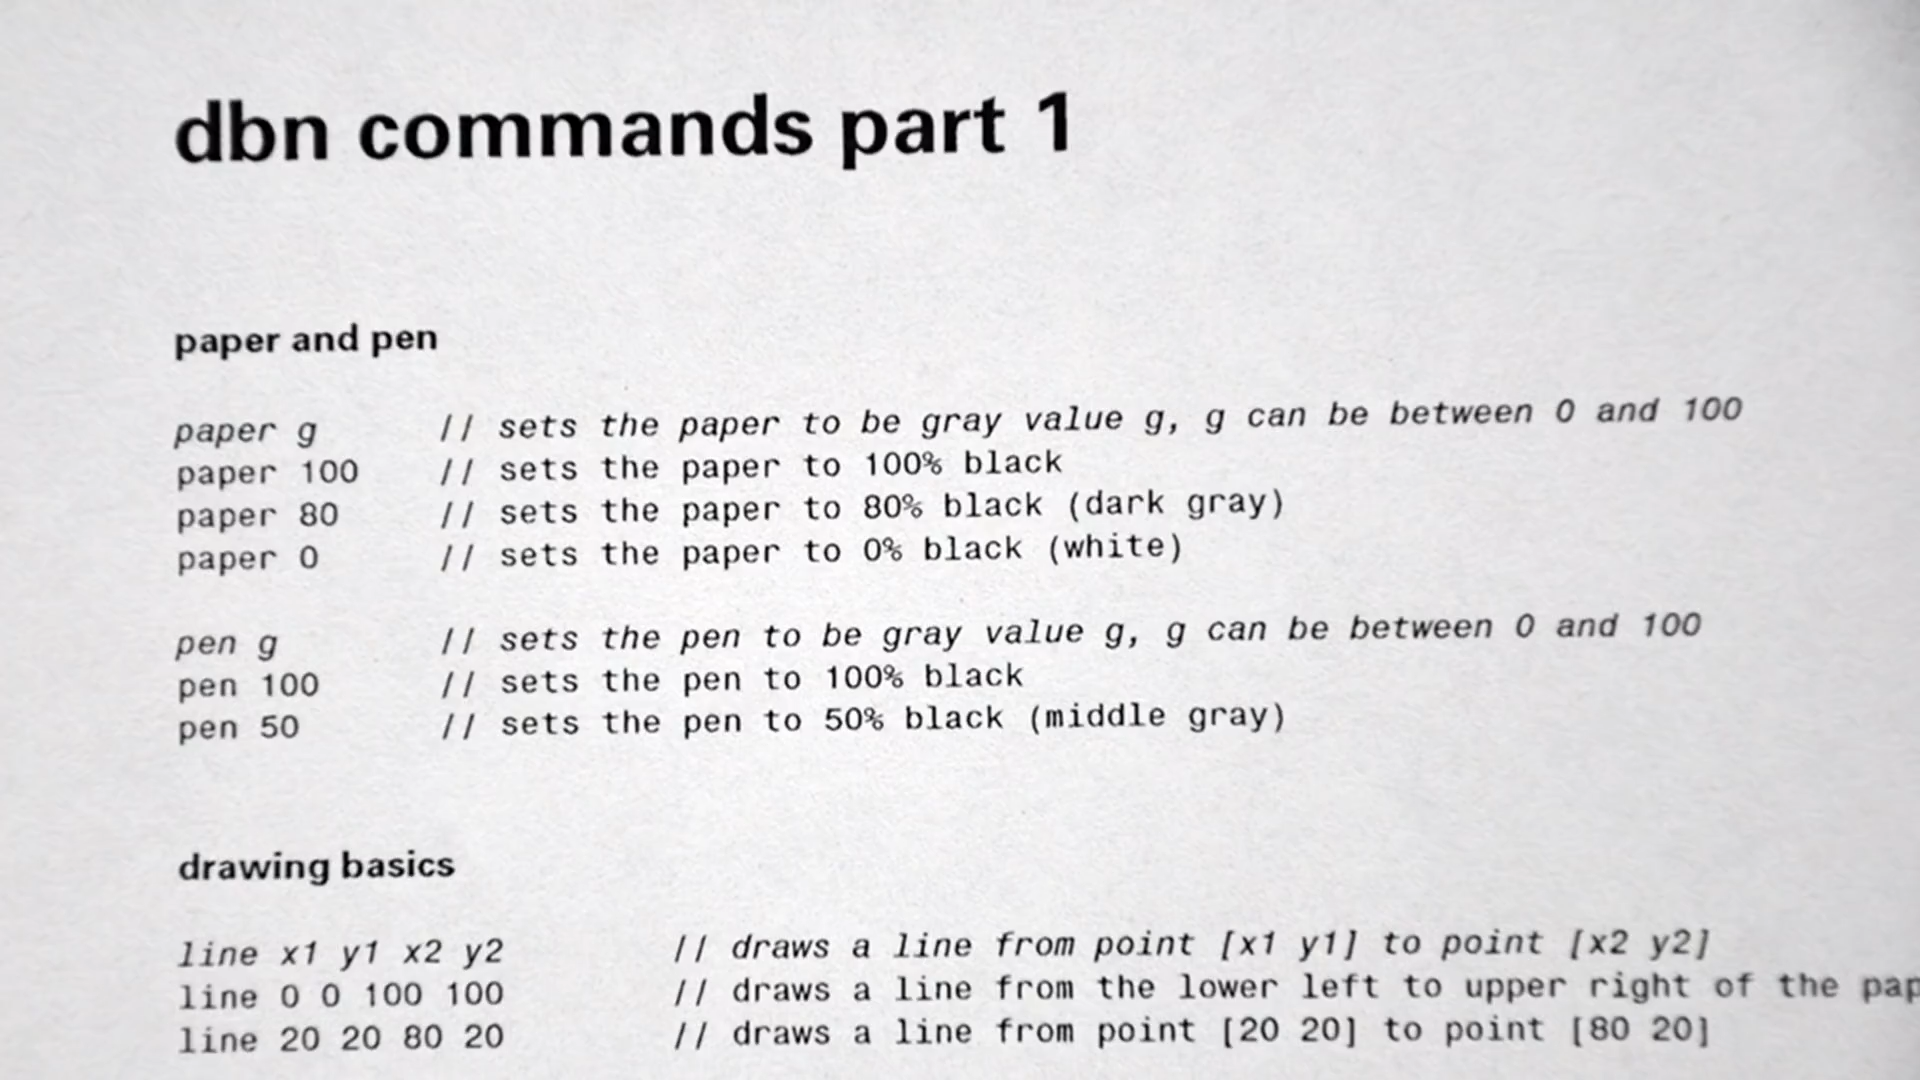 dbn commands part 1
paper and pen
paper g // sets the paper to be gray value g, g can be between 0 and 100
paper 100 // sets the paper to 100% black
paper 80 // sets the paper to 80% black (dark gray)
paper 0 // sets the paper to 0% black (white)
pen g // sets the pen to be gray value g, g can be between 0 and 100
pen 100 // sets the pen to 100% black
pen 50 // sets the pen to 50% black (middle gray)
drawing basics
line x1 y1 x2 y2 // draws a line from point [x1 y1] to point [x2 y2]
line 0 0 100 100 // draws a line from the lower left to upper right of the pap
line 20 20 80 20 // draws a line from point [20 20] to point [80 20]